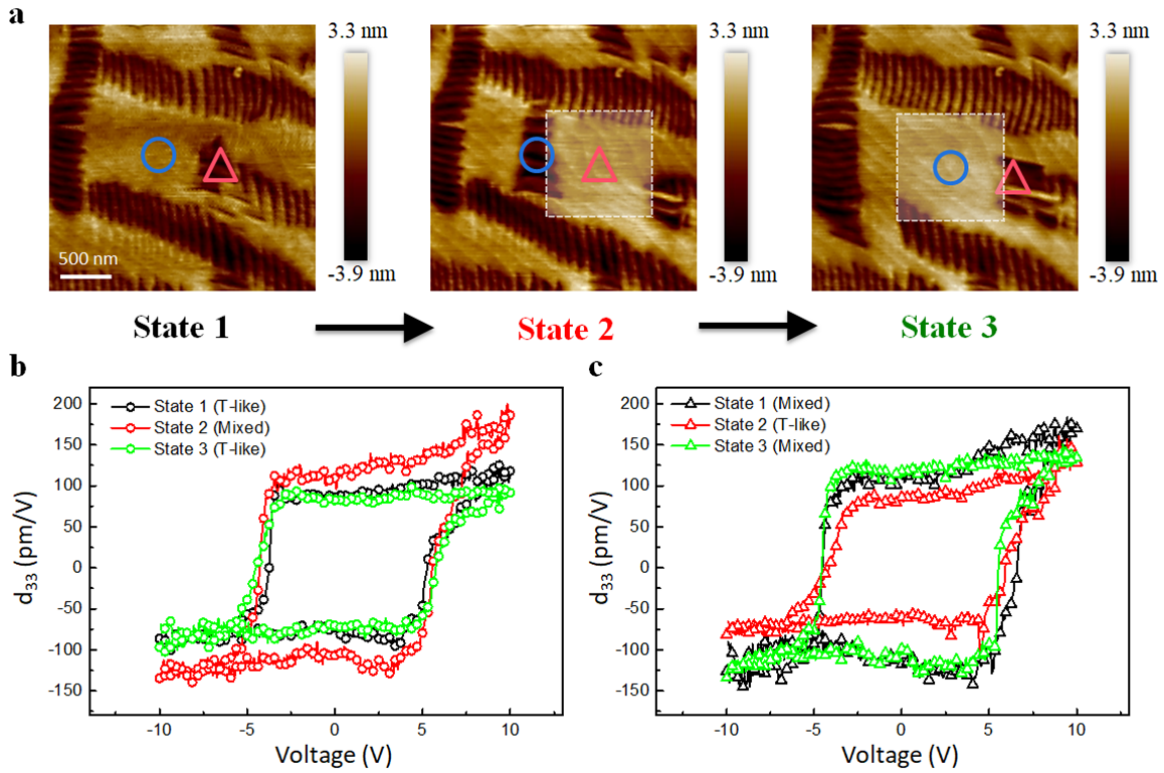 a
3.3 nm
3.3 nm
3.3 nm
500 nm
-3.9 nm
-3.9 nm
-3.9 nm
State 1
State 2
State 3
b
c
200
150
100
50
0
-50
-100
-150
-10
-5
0
5
10
d33 (pm/V)
Voltage (V)
State 1 (T-like)
State 2 (Mixed)
State 3 (T-like)
200
150
100
50
0
-50
-100
-150
-10
-5
0
5
10
d33 (pm/V)
Voltage (V)
State 1 (Mixed)
State 2 (T-like)
State 3 (Mixed)